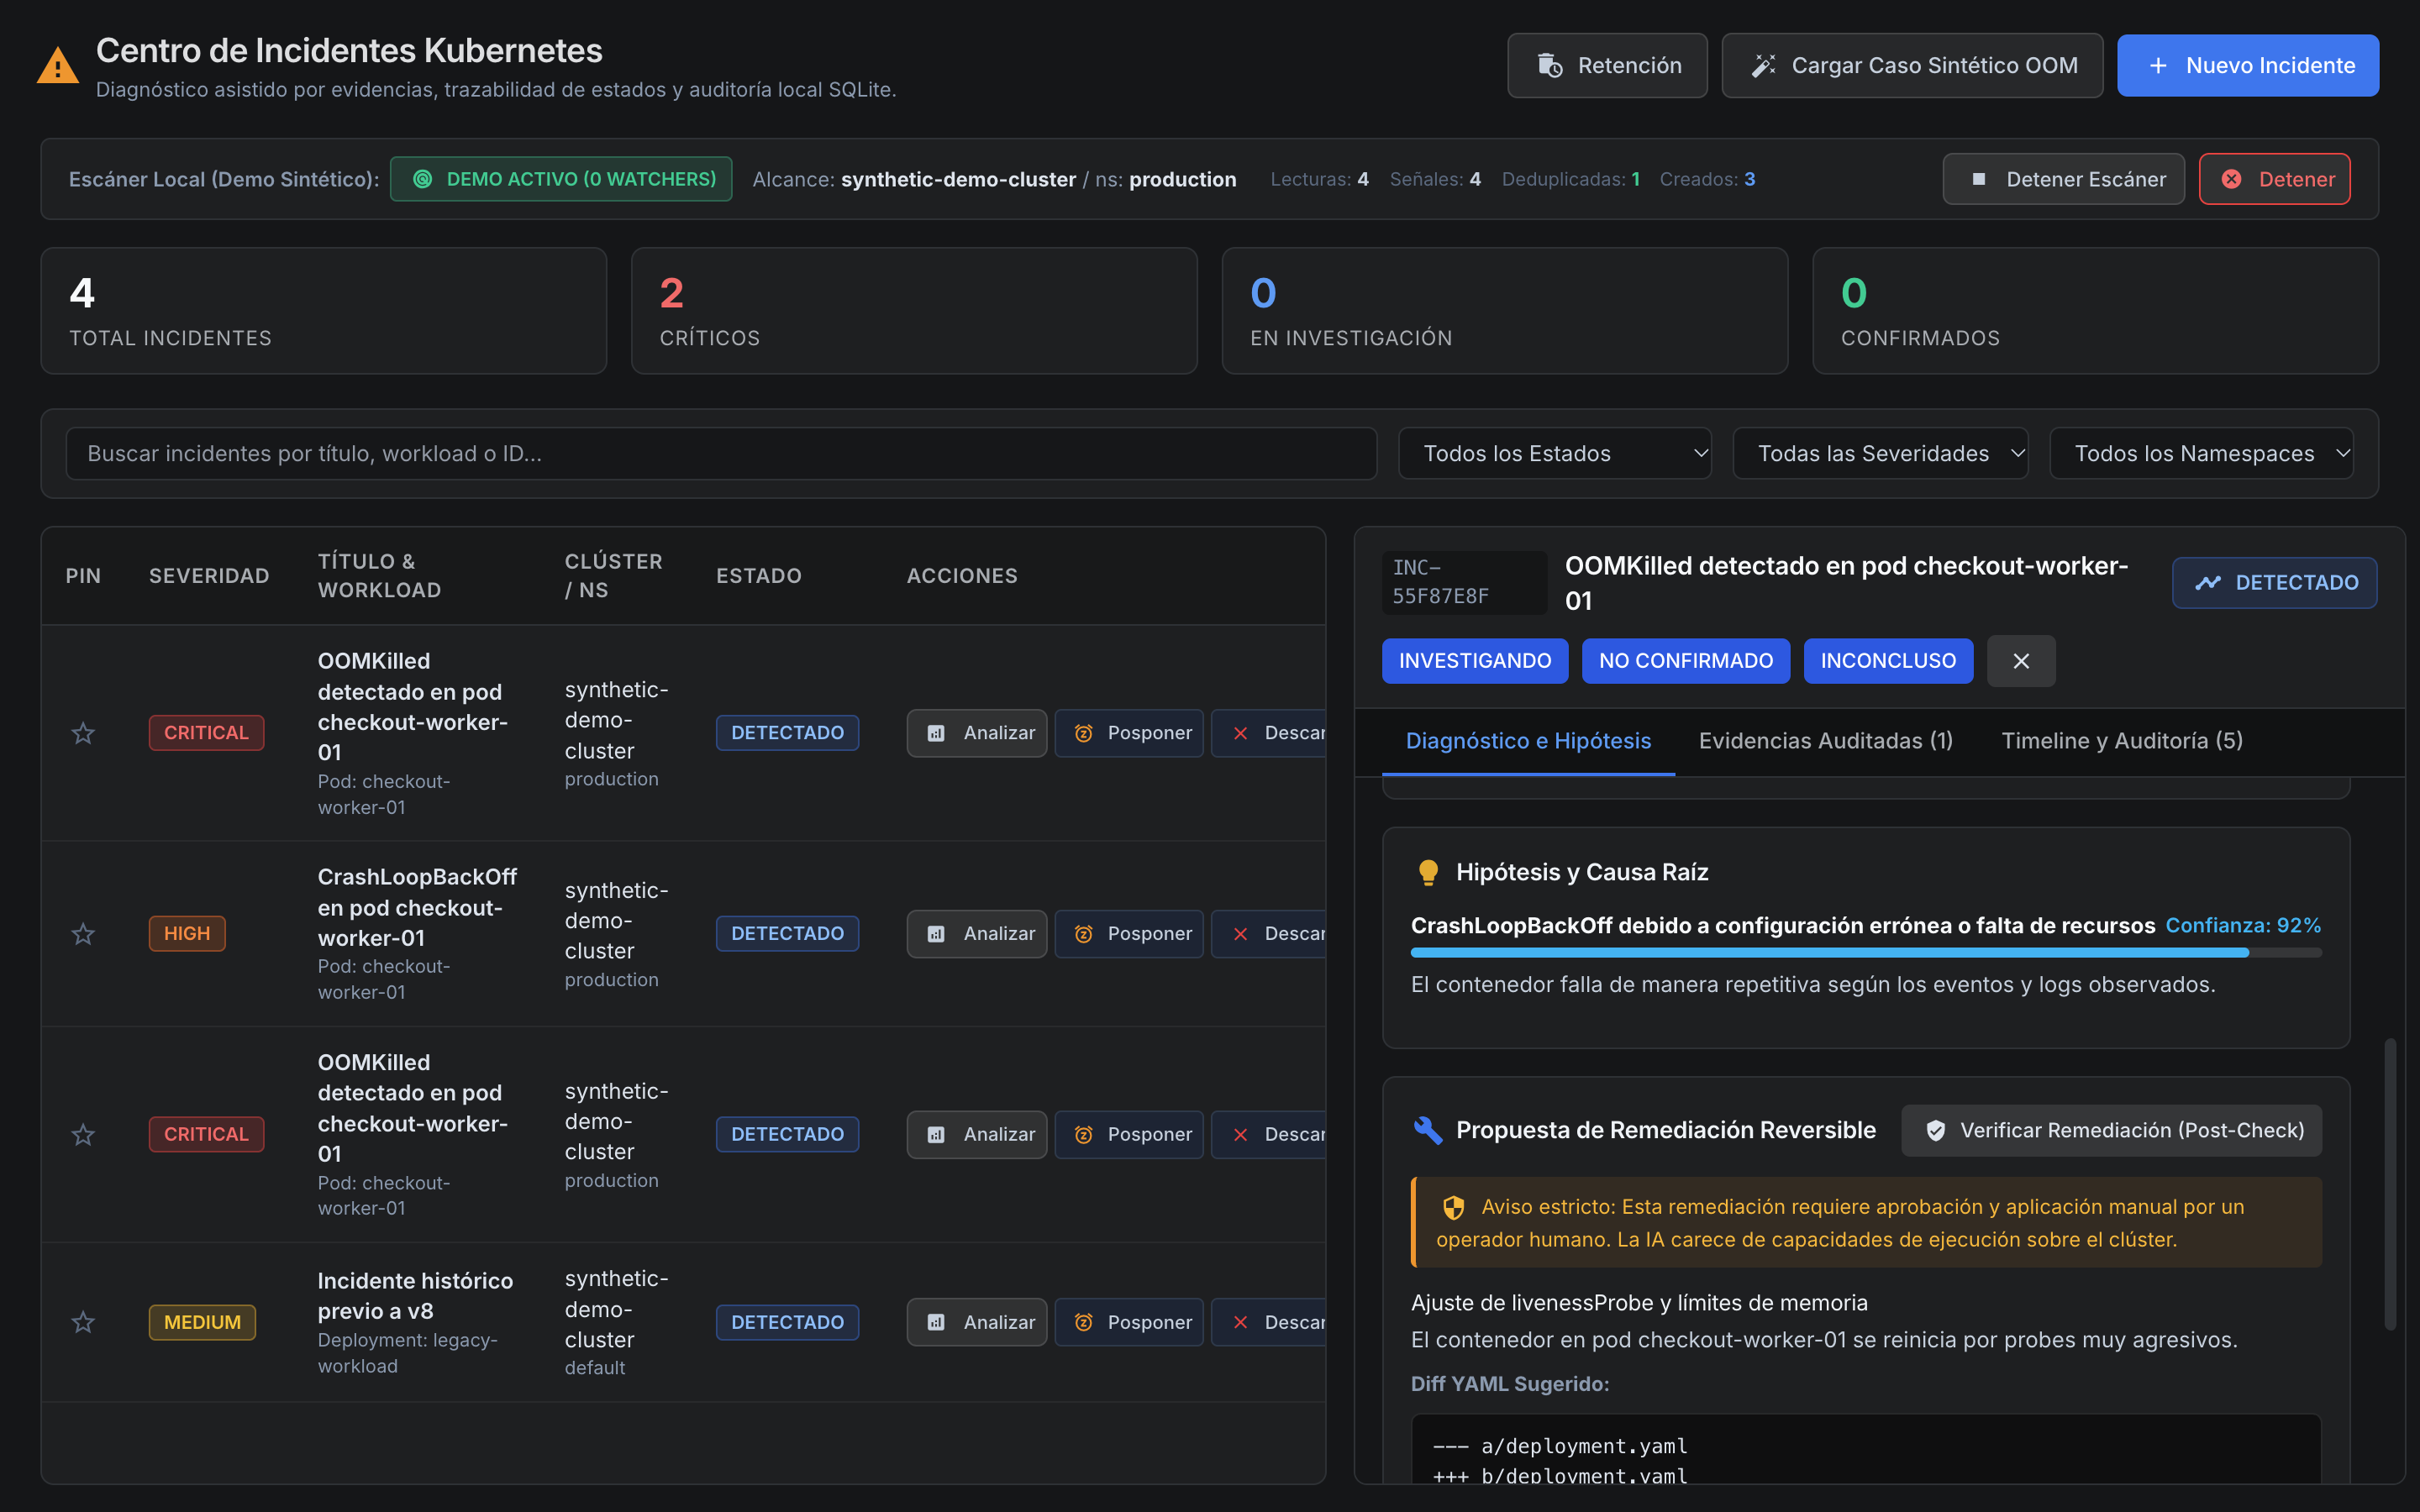 Centro de Incidentes Kubernetes
Diagnóstico asistido por evidencias, trazabilidad de estados y auditoría local SQLite.
Retención
Cargar Caso Sintético OOM
+ Nuevo Incidente
Escáner Local (Demo Sintético):
DEMO ACTIVO (0 WATCHERS)
Alcance: synthetic-demo-cluster / ns: production
Lecturas: 4
Señales: 4
Deduplicadas: 1
Creados: 3
Detener Escáner
Detener
4
TOTAL INCIDENTES
2
CRÍTICOS
0
EN INVESTIGACIÓN
0
CONFIRMADOS
Buscar incidentes por título, workload o ID...
Todos los Estados
Todas las Severidades
Todos los Namespaces
PIN
SEVERIDAD
TÍTULO &
WORKLOAD
CLÚSTER
/ NS
ESTADO
ACCIONES
CRITICAL
OOMKilled
detectado en pod
checkout-worker-
01
Pod: checkout-
worker-01
synthetic-
demo-
cluster
production
DETECTADO
Analizar
Posponer
Descar
HIGH
CrashLoopBackOff
en pod checkout-
worker-01
Pod: checkout-
worker-01
synthetic-
demo-
cluster
production
DETECTADO
Analizar
Posponer
Descar
CRITICAL
OOMKilled
detectado en pod
checkout-worker-
01
Pod: checkout-
worker-01
synthetic-
demo-
cluster
production
DETECTADO
Analizar
Posponer
Descar
MEDIUM
Incidente histórico
previo a v8
Deployment: legacy-
workload
synthetic-
demo-
cluster
default
DETECTADO
Analizar
Posponer
Descar
INC-
55F87E8F
OOMKilled detectado en pod checkout-worker-
01
DETECTADO
INVESTIGANDO
NO CONFIRMADO
INCONCLUSO
Diagnóstico e Hipótesis
Evidencias Auditadas (1)
Timeline y Auditoría (5)
Hipótesis y Causa Raíz
CrashLoopBackOff debido a configuración errónea o falta de recursos
Confianza: 92%
El contenedor falla de manera repetitiva según los eventos y logs observados.
Propuesta de Remediación Reversible
Verificar Remediación (Post-Check)
Aviso estricto: Esta remediación requiere aprobación y aplicación manual por un
operador humano. La IA carece de capacidades de ejecución sobre el clúster.
Ajuste de livenessProbe y límites de memoria
El contenedor en pod checkout-worker-01 se reinicia por probes muy agresivos.
Diff YAML Sugerido:
--- a/deployment.yaml
+++ b/deployment.yaml